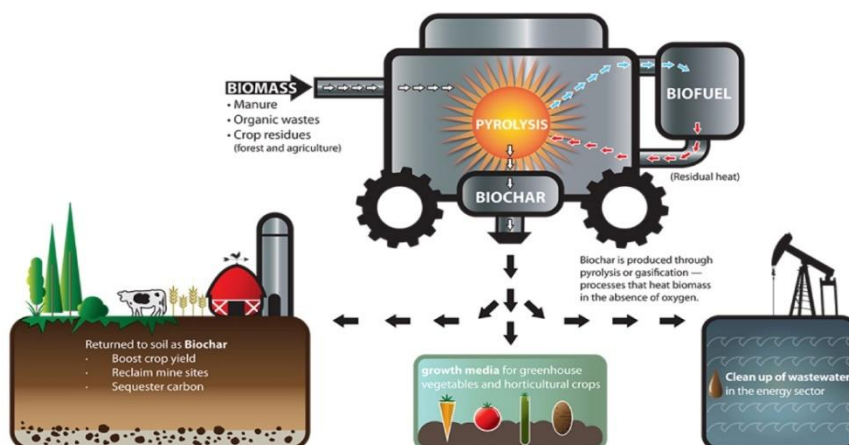 BIOMASS
• Manure
• Organic wastes
• Crop residues
(forest and agriculture)
PYROLYSIS
BIOFUEL
(Residual heat)
BIOCHAR
Biochar is produced through
pyrolysis or gasification —
processes that heat biomass
in the absence of oxygen.
Returned to soil as Biochar
· Boost crop yield
· Reclaim mine sites
· Sequester carbon
growth media for greenhouse
vegetables and horticultural crops
Clean up of wastewater
in the energy sector